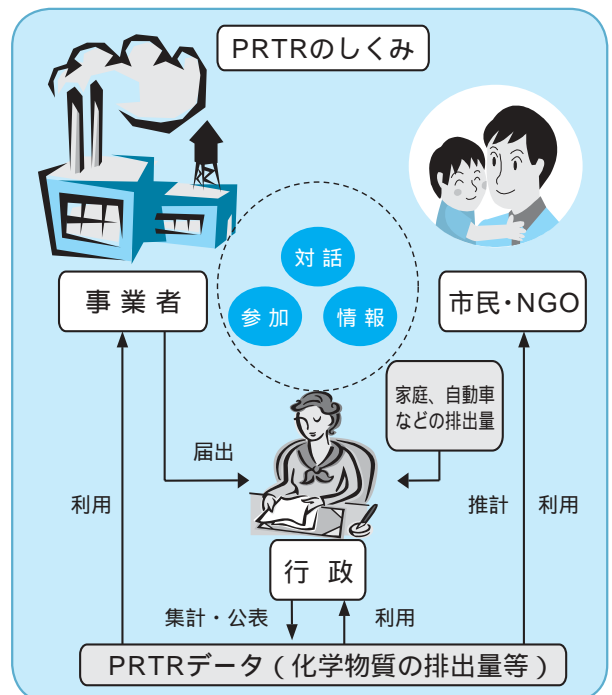 PRTRのしくみ
対話
参加
情報
事業者
市民・NGO
家庭、自動車
などの排出量
届出
利用
推計
利用
行政
集計・公表
利用
PRTRデータ（化学物質の排出量等）